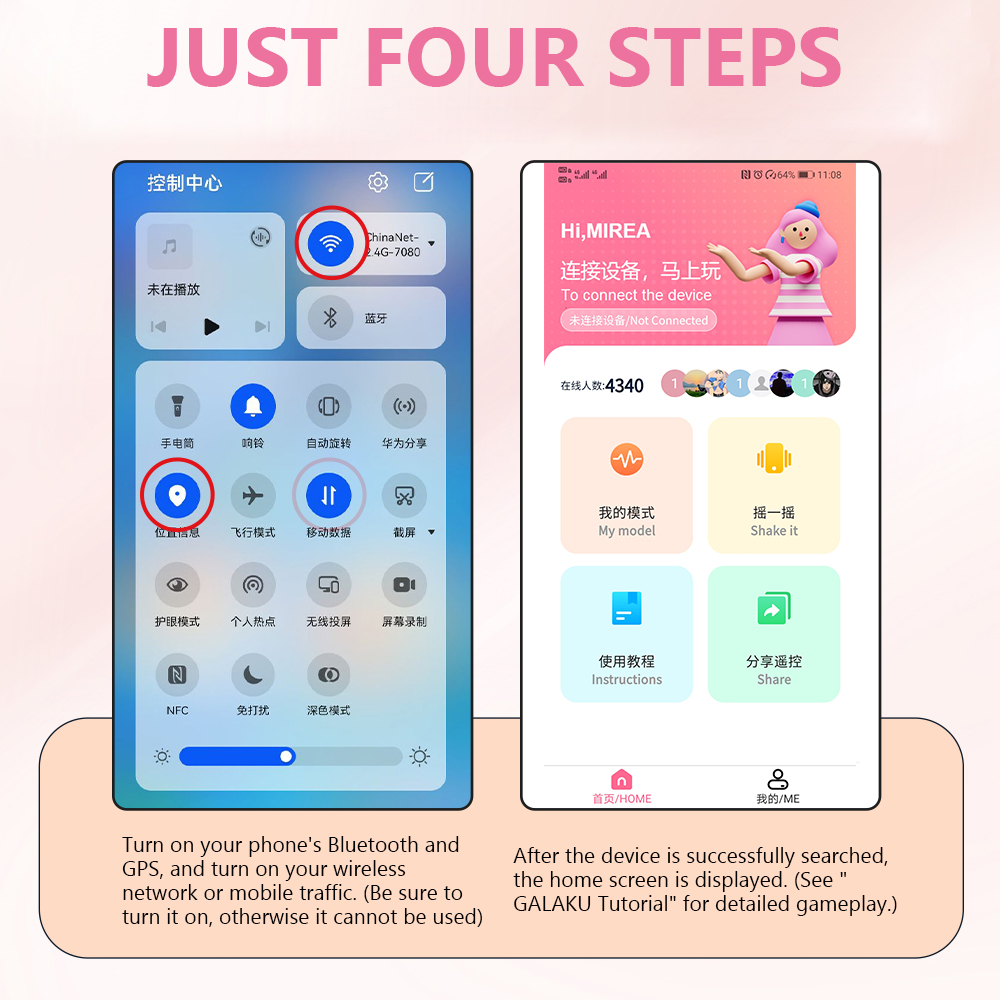 JUST FOUR STEPS
控制中心
未在播放
ChinaNet-
2.4G-7080
蓝牙
手电筒
响铃
自动旋转
华为分享
位置信息
飞行模式
移动数据
截屏
护眼模式
个人热点
无线投屏
屏幕录制
NFC
免打扰
深色模式
64% 11:08
Hi,MIREA
连接设备，马上玩
To connect the device
未连接设备/Not Connected
在线人数:4340
1 1 1
我的模式
My model
摇一摇
Shake it
使用教程
Instructions
分享遥控
Share
首页/HOME
我的/ME
Turn on your phone's Bluetooth and
GPS, and turn on your wireless
network or mobile traffic. (Be sure to
turn it on, otherwise it cannot be used)
After the device is successfully searched,
the home screen is displayed. (See "
GALAKU Tutorial" for detailed gameplay.)